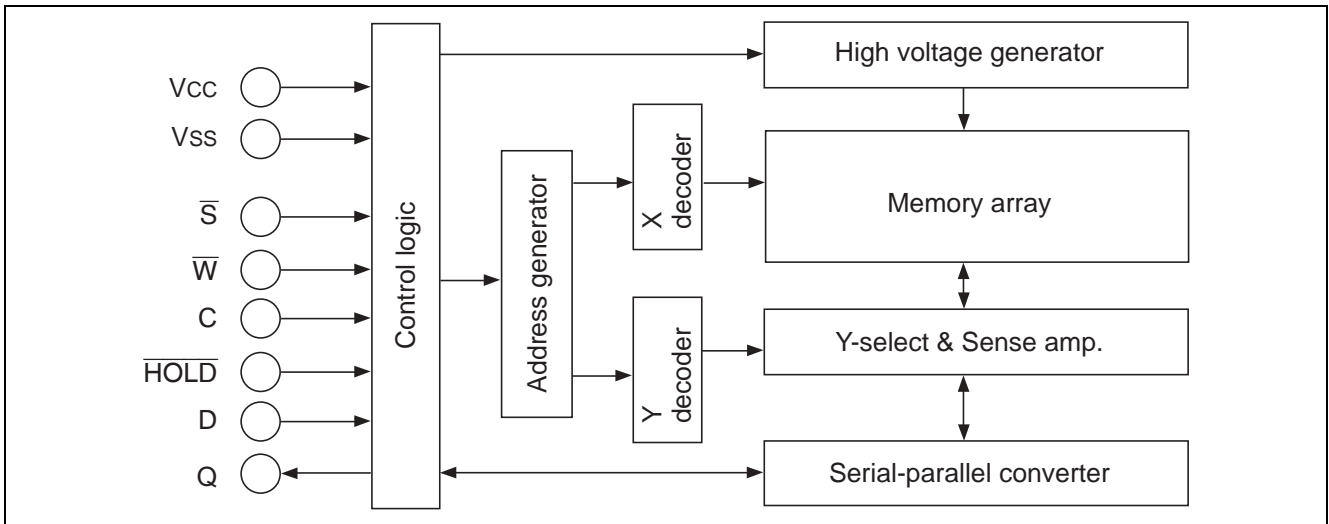 VCC
VSS
S̅
W̅
C
H̅O̅L̅D̅
D
Q
Control logic
Address generator
X
decoder
Y
decoder
High voltage generator
Memory array
Y-select & Sense amp.
Serial-parallel converter